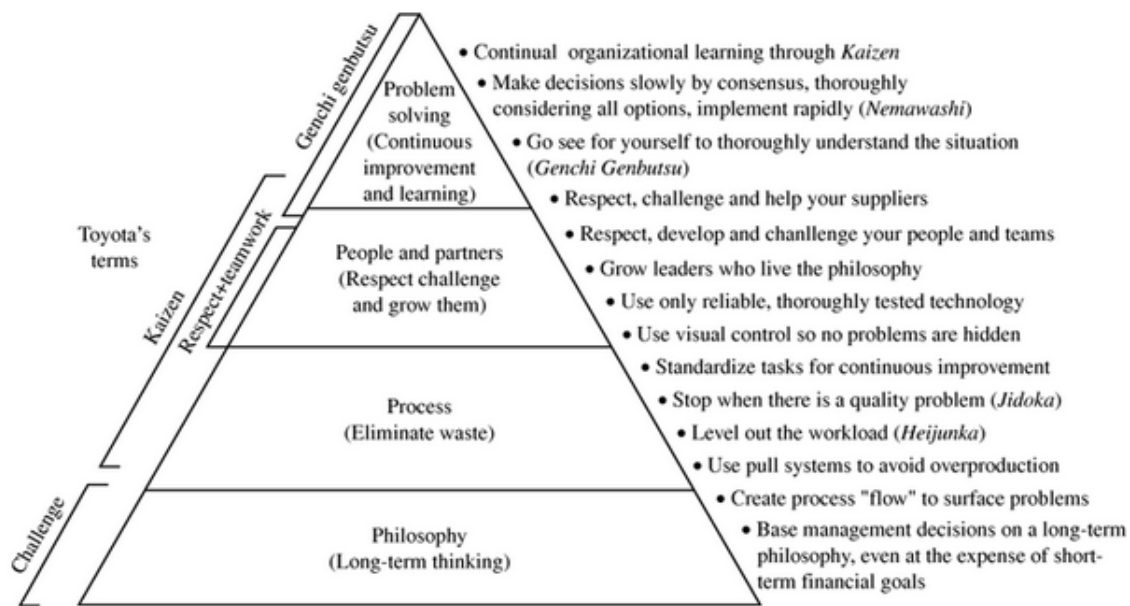 Toyota's
terms
Genchi genbutsu
Kaizen
Respect+teamwork
Challenge
Problem
solving
(Continuous
improvement
and learning)
People and partners
(Respect challenge
and grow them)
Process
(Eliminate waste)
Philosophy
(Long-term thinking)
• Continual organizational learning through Kaizen
• Make decisions slowly by consensus, thoroughly
considering all options, implement rapidly (Nemawashi)
• Go see for yourself to thoroughly understand the situation
(Genchi Genbutsu)
• Respect, challenge and help your suppliers
• Respect, develop and chanllenge your people and teams
• Grow leaders who live the philosophy
• Use only reliable, thoroughly tested technology
• Use visual control so no problems are hidden
• Standardize tasks for continuous improvement
• Stop when there is a quality problem (Jidoka)
• Level out the workload (Heijunka)
• Use pull systems to avoid overproduction
• Create process "flow" to surface problems
• Base management decisions on a long-term
philosophy, even at the expense of short-
term financial goals